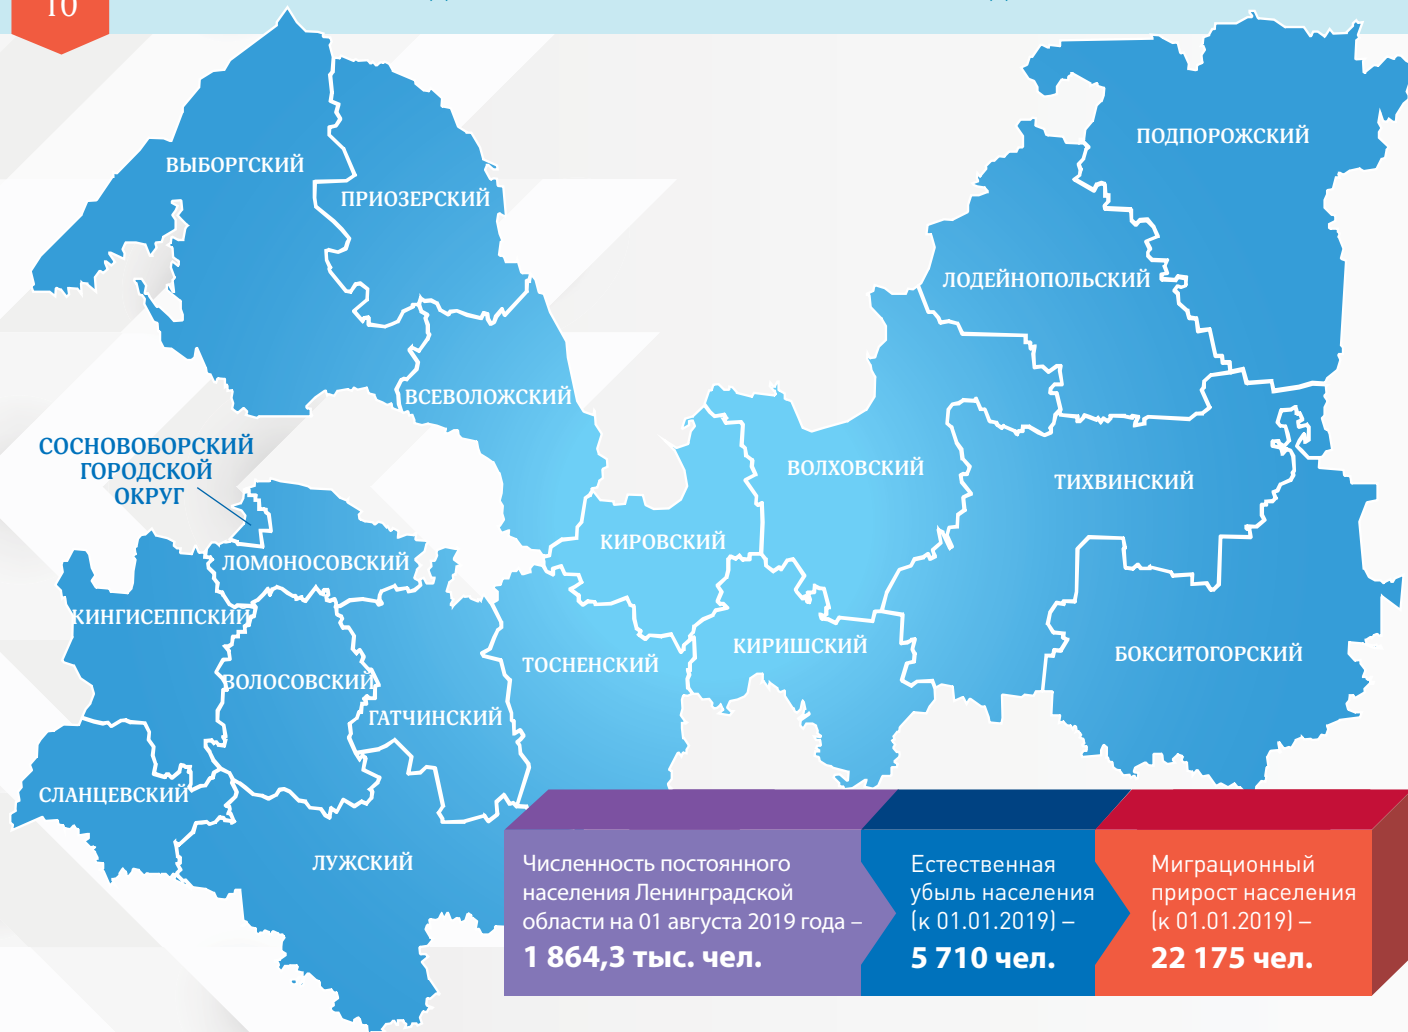 10
ВЫБОРГСКИЙ
ПРИОЗЕРСКИЙ
ПОДПОРОЖСКИЙ
ЛОДЕЙНОПОЛЬСКИЙ
ВСЕВОЛОЖСКИЙ
СОСНОВОБОРСКИЙ
ГОРОДСКОЙ
ОКРУГ
ВОЛХОВСКИЙ
ТИХВИНСКИЙ
КИРОВСКИЙ
ЛОМОНОСОВСКИЙ
КИНГИСЕППСКИЙ
КИРИШСКИЙ
БОКСИТОГОРСКИЙ
ТОСНЕНСКИЙ
ВОЛОСОВСКИЙ
ГАТЧИНСКИЙ
СЛАНЦЕВСКИЙ
ЛУЖСКИЙ
Численность постоянного
населения Ленинградской
области на 01 августа 2019 года –
1 864,3 тыс. чел.
Естественная
убыль населения
(к 01.01.2019) –
5 710 чел.
Миграционный
прирост населения
(к 01.01.2019) –
22 175 чел.